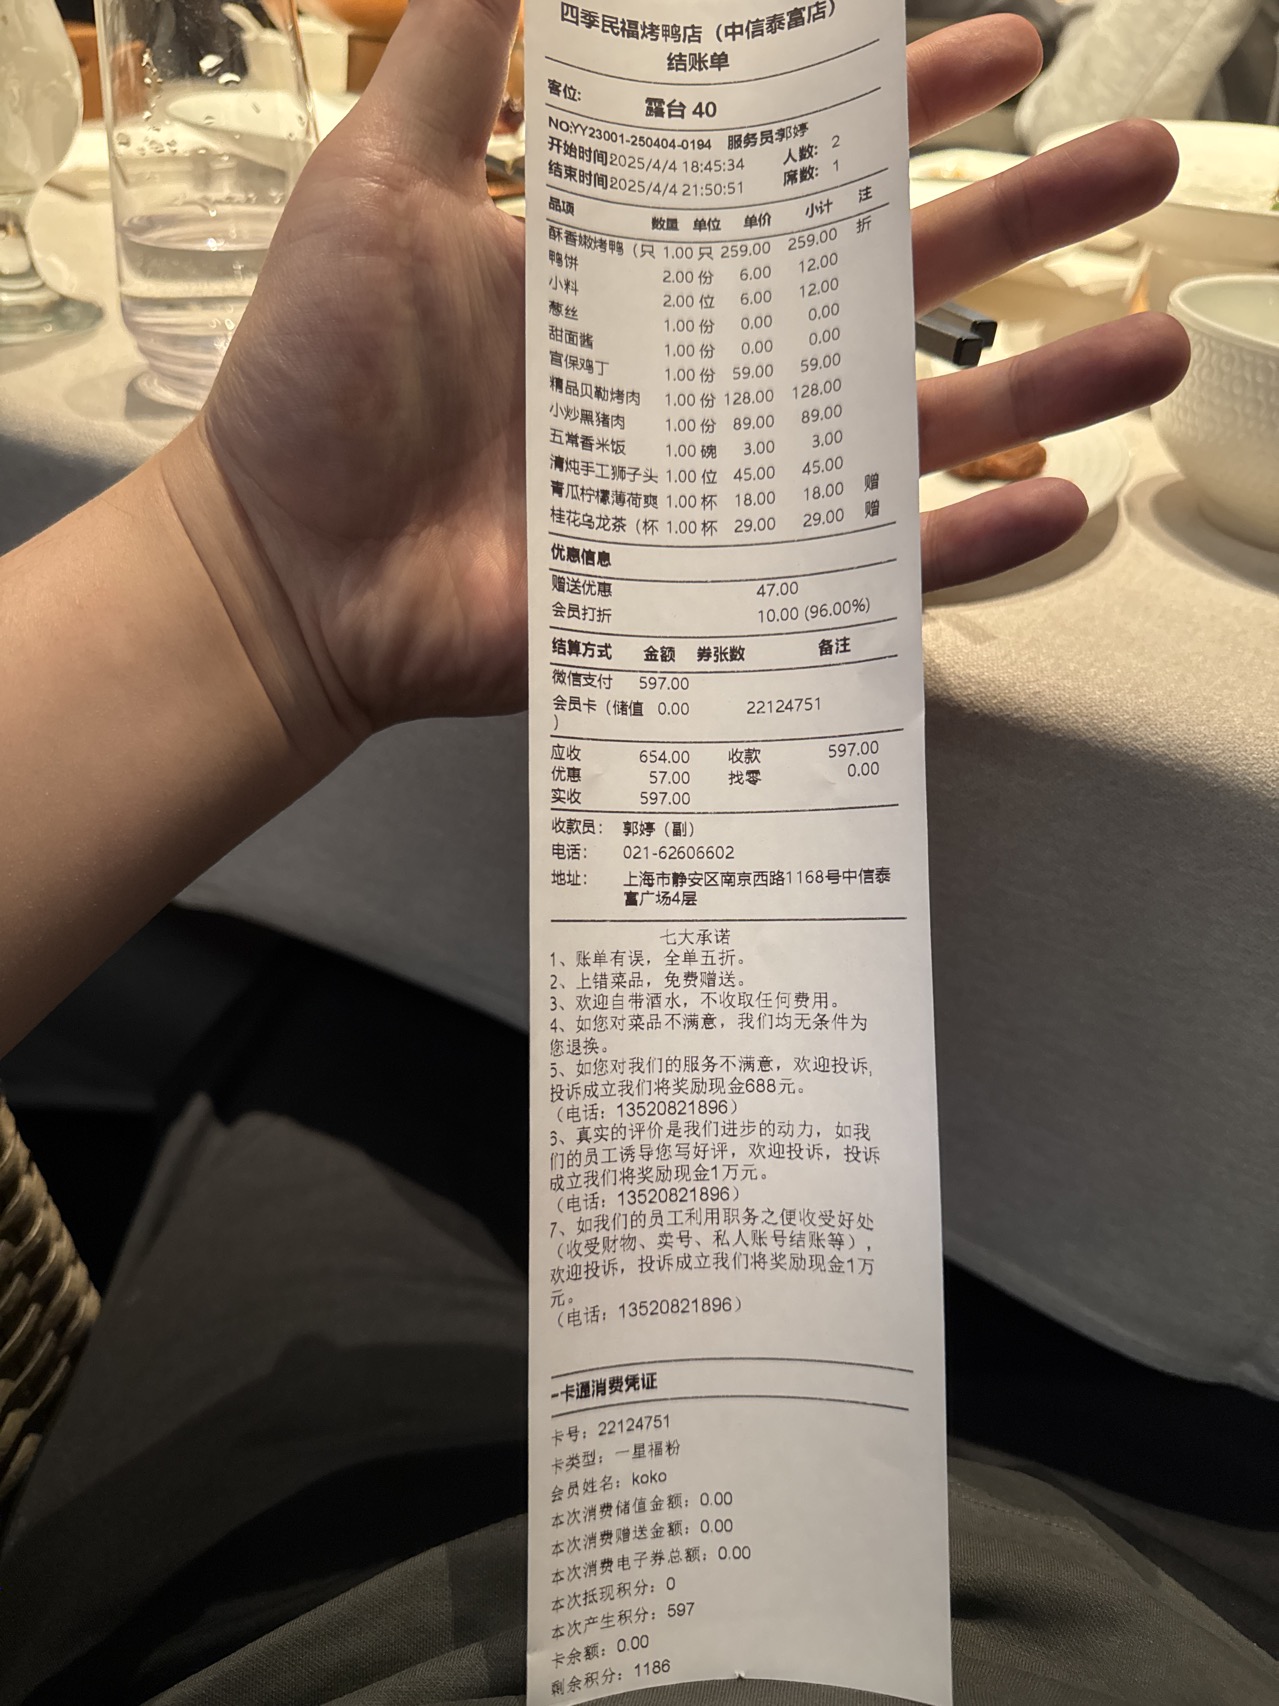 四季民福烤鸭店（中信泰富店）
结账单
客位： 露台 40
NO:YY23001-250404-0194 服务员郭婷
开始时间2025/4/4 18:45:34 人数： 2
结束时间2025/4/4 21:50:51 席数： 1
品项 数量 单位 单价 小计 注
酥香嫩烤鸭（只 1.00 只 259.00 259.00 折
鸭饼 2.00 份 6.00 12.00
小料 2.00 位 6.00 12.00
葱丝 1.00 份 0.00 0.00
甜面酱 1.00 份 0.00 0.00
宫保鸡丁 1.00 份 59.00 59.00
精品贝勒烤肉 1.00 份 128.00 128.00
小炒黑猪肉 1.00 份 89.00 89.00
五常香米饭 1.00 碗 3.00 3.00
清炖手工狮子头 1.00 位 45.00 45.00
青瓜柠檬薄荷爽 1.00 杯 18.00 18.00 赠
桂花乌龙茶（杯 1.00 杯 29.00 29.00 赠
优惠信息
赠送优惠 47.00
会员打折 10.00 (96.00%)
结算方式 金额 券张数 备注
微信支付 597.00
会员卡（储值 0.00 22124751
）
应收 654.00 收款 597.00
优惠 57.00 找零 0.00
实收 597.00
收款员： 郭婷（副）
电话： 021-62606602
地址： 上海市静安区南京西路1168号中信泰
富广场4层
七大承诺
1、账单有误，全单五折。
2、上错菜品，免费赠送。
3、欢迎自带酒水，不收取任何费用。
4、如您对菜品不满意，我们均无条件为
您退换。
5、如您对我们的服务不满意，欢迎投诉,
投诉成立我们将奖励现金688元。
（电话：13520821896）
6、真实的评价是我们进步的动力，如我
们的员工诱导您写好评，欢迎投诉，投诉
成立我们将奖励现金1万元。
（电话：13520821896）
7、如我们的员工利用职务之便收受好处
（收受财物、卖号、私人账号结账等），
欢迎投诉，投诉成立我们将奖励现金1万
元。
（电话：13520821896）
一卡通消费凭证
卡号：22124751
卡类型：一星福粉
会员姓名：koko
本次消费储值金额：0.00
本次消费赠送金额：0.00
本次消费电子券总额：0.00
本次抵现积分：0
本次产生积分：597
卡余额：0.00
剩余积分：1186